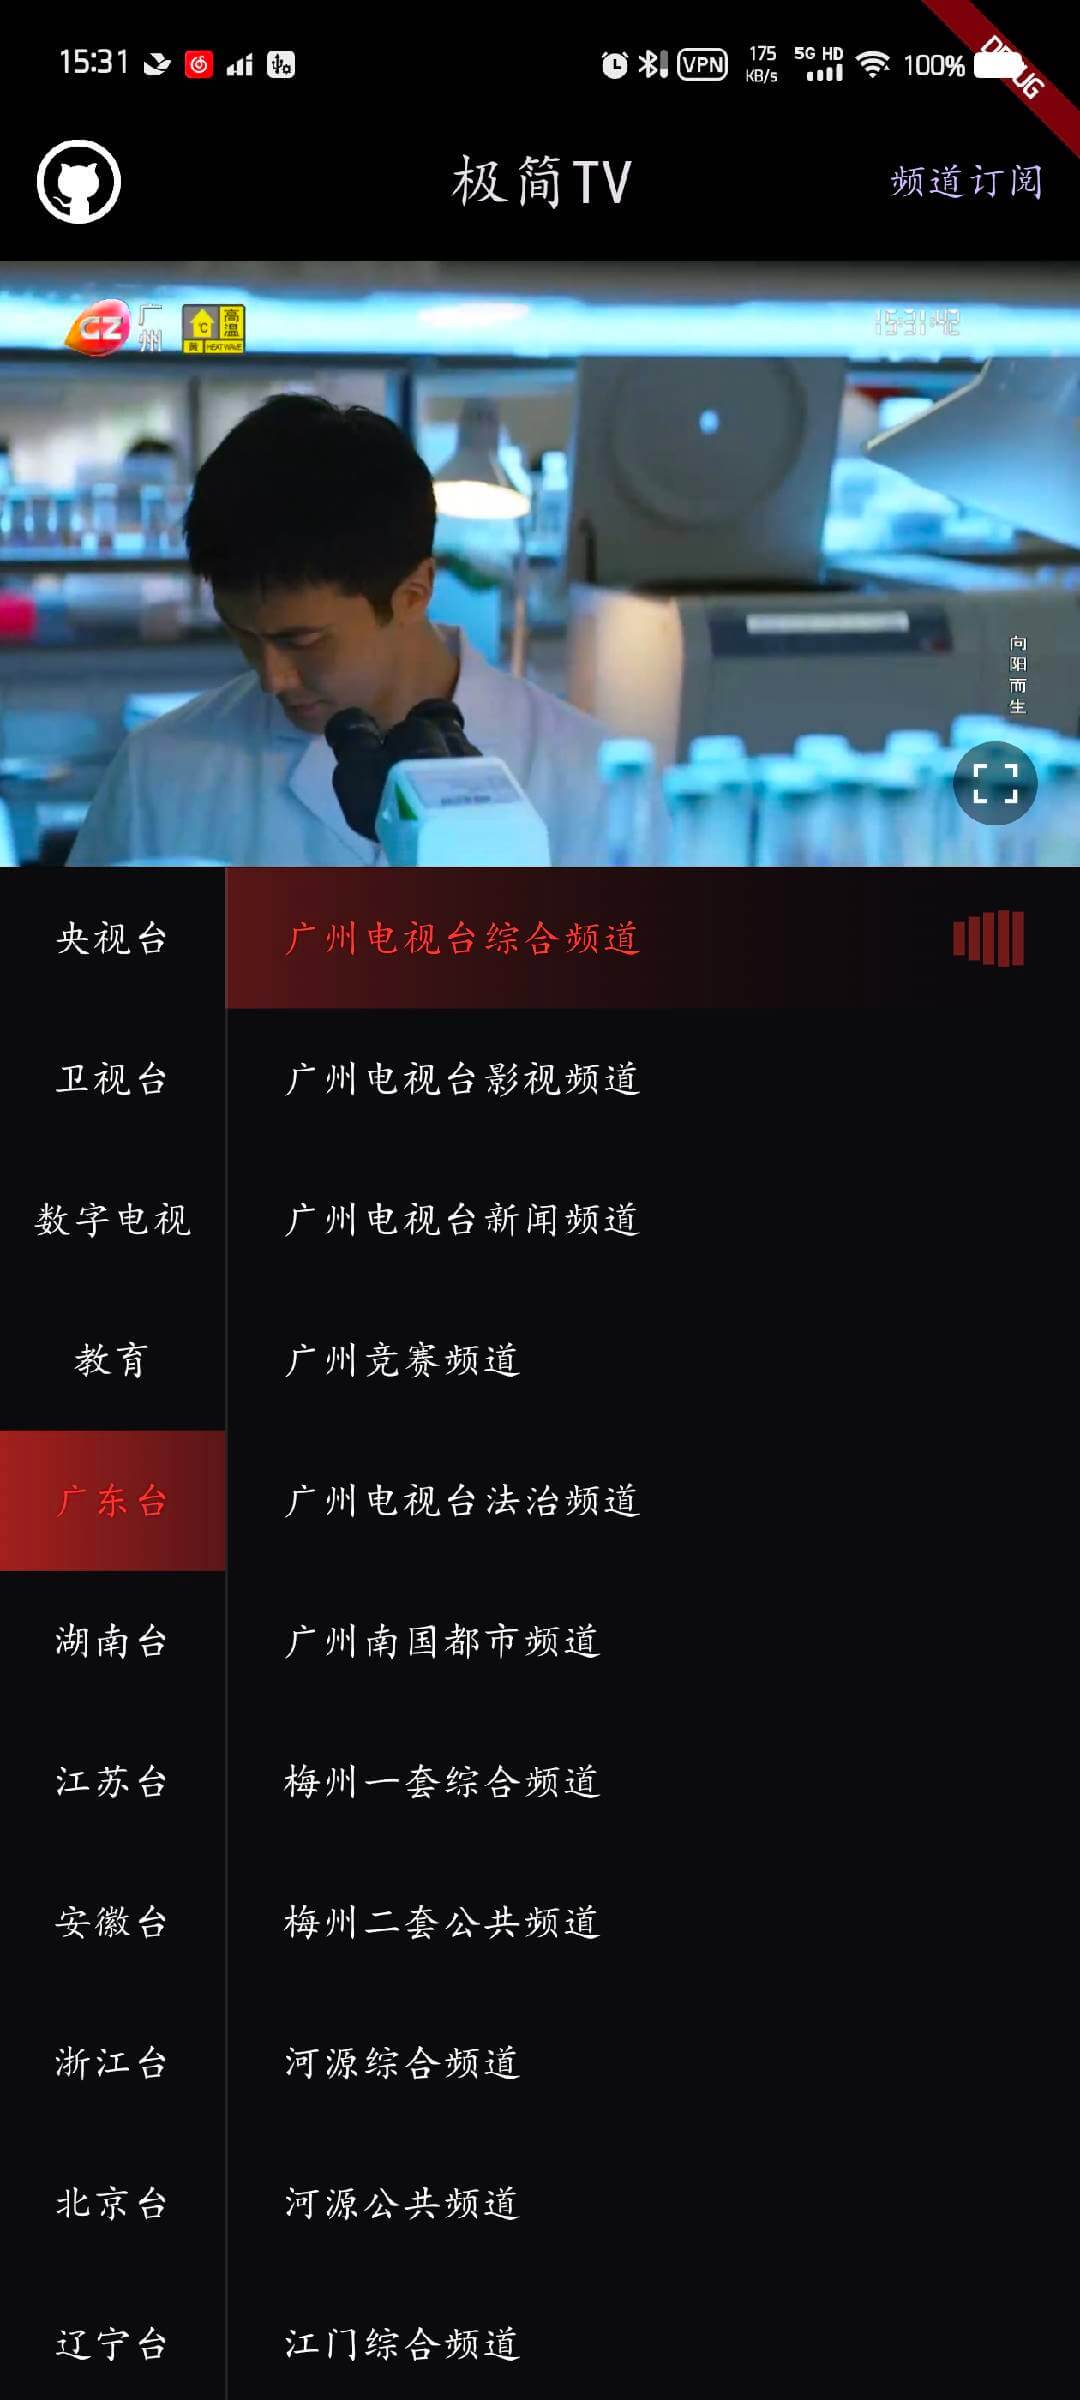 15:31
VPN
175
KB/s
5G HD
100%
DEBUG
极简TV
频道订阅
广州
高温
℃
黄 HEAT WAVE
15:31:42
向阳而生
央视台
广州电视台综合频道
卫视台
广州电视台影视频道
数字电视
广州电视台新闻频道
教育
广州竞赛频道
广东台
广州电视台法治频道
湖南台
广州南国都市频道
江苏台
梅州一套综合频道
安徽台
梅州二套公共频道
浙江台
河源综合频道
北京台
河源公共频道
辽宁台
江门综合频道